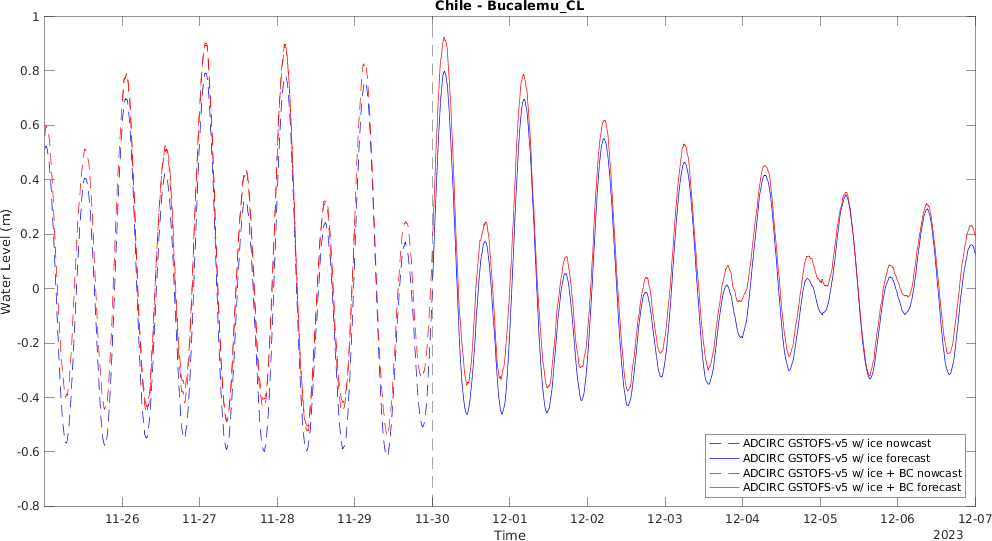 Chile - Bucalemu_CL
1
0.8
0.6
0.4
0.2
0
-0.2
-0.4
-0.6
-0.8
Water Level (m)
11-26 11-27 11-28 11-29 11-30 12-01 12-02 12-03 12-04 12-05 12-06 12-07
Time
2023
ADCIRC GSTOFS-v5 w/ ice nowcast
ADCIRC GSTOFS-v5 w/ ice forecast
ADCIRC GSTOFS-v5 w/ ice + BC nowcast
ADCIRC GSTOFS-v5 w/ ice + BC forecast